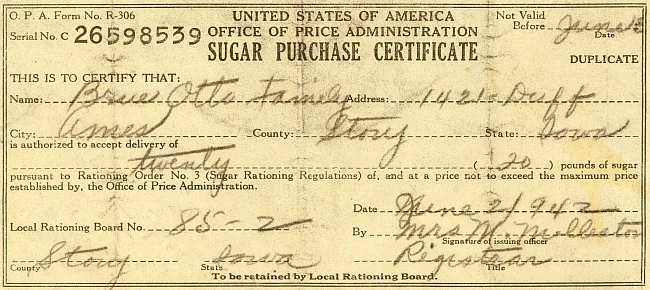 O. P. A. Form No. R-306 UNITED STATES OF AMERICA Not Valid
Serial No. C 26598539 OFFICE OF PRICE ADMINISTRATION Before June
SUGAR PURCHASE CERTIFICATE Date
DUPLICATE
THIS IS TO CERTIFY THAT:
Name: Otto Family Address: 1421 - Duff
City: Ames County: Story State: Iowa
is authorized to accept delivery of
twenty ( 20 ) pounds of sugar
pursuant to Rationing Order No. 3 (Sugar Rationing Regulations) of, and at a price not to exceed the maximum price
established by, the Office of Price Administration.
Date June 2/942
Local Rationing Board No. 85-2 By Mrs M.
Signature of issuing officer
Story Iowa Registrar
County State Title
To be retained by Local Rationing Board.